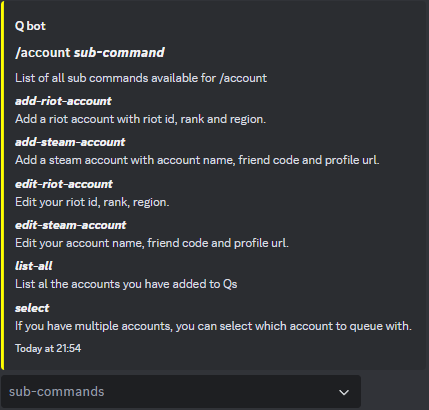 Q bot
/account sub-command
List of all sub commands available for /account
add-riot-account
Add a riot account with riot id, rank and region.
add-steam-account
Add a steam account with account name, friend code and profile url.
edit-riot-account
Edit your riot id, rank, region.
edit-steam-account
Edit your account name, friend code and profile url.
list-all
List al the accounts you have added to Qs
select
If you have multiple accounts, you can select which account to queue with.
Today at 21:54
sub-commands